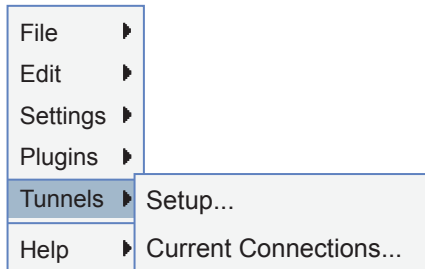 File
Edit
Settings
Plugins
Tunnels
Setup...
Help
Current Connections...